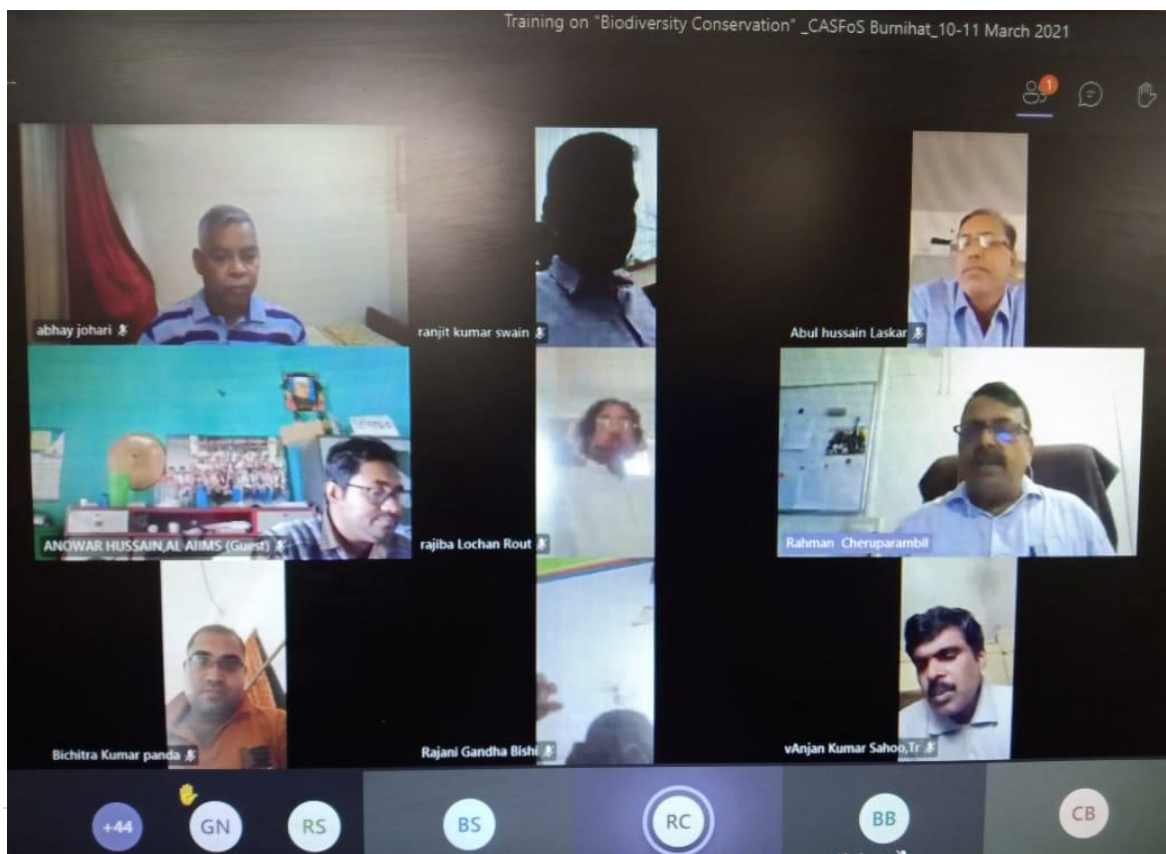 Training on "Biodiversity Conservation" _CASFoS Burnihat_10-11 March 2021
1
abhay johari
ranjit kumar swain
Abul hussain Laskar
ANOWAR HUSSAIN,AL AIIMS (Guest)
rajiba Lochan Rout
Rahman Cheruparambil
Bichitra Kumar panda
Rajani Gandha Bishi
vAnjan Kumar Sahoo,Tr
+44
GN
RS
BS
RC
BB
CB